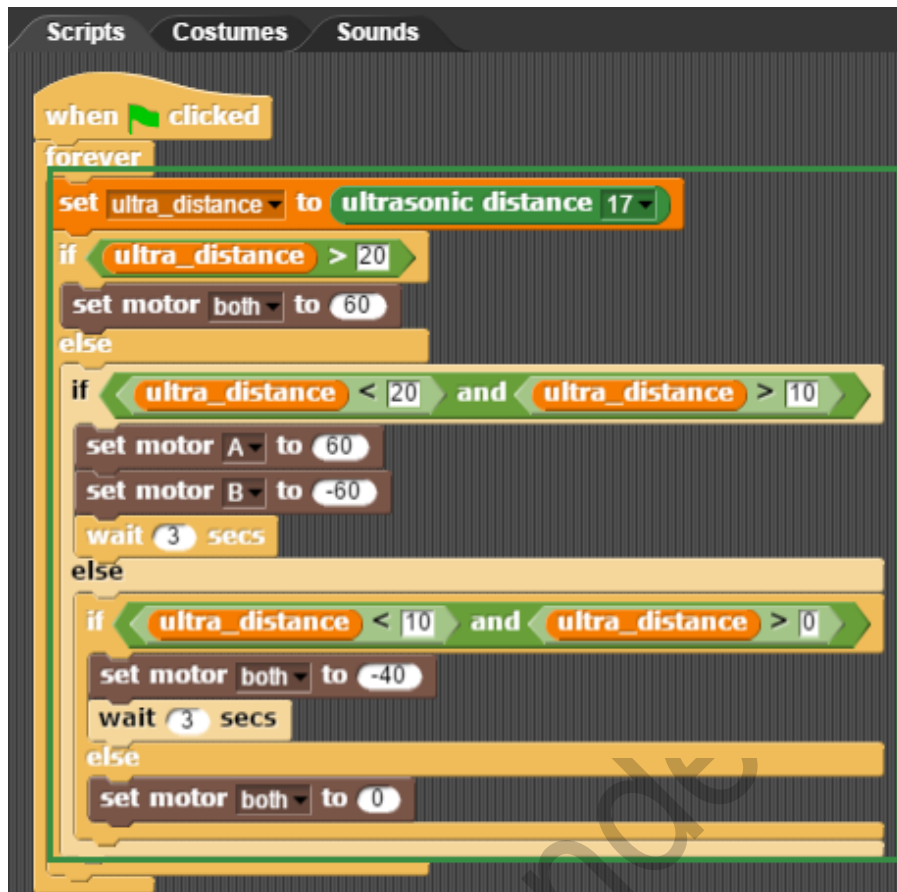 Scripts Costumes Sounds
when clicked
forever
set ultra_distance to ultrasonic distance 17
if ultra_distance > 20
set motor both to 60
else
if ultra_distance < 20 and ultra_distance > 10
set motor A to 60
set motor B to -60
wait 3 secs
else
if ultra_distance < 10 and ultra_distance > 0
set motor both to -40
wait 3 secs
else
set motor both to 0